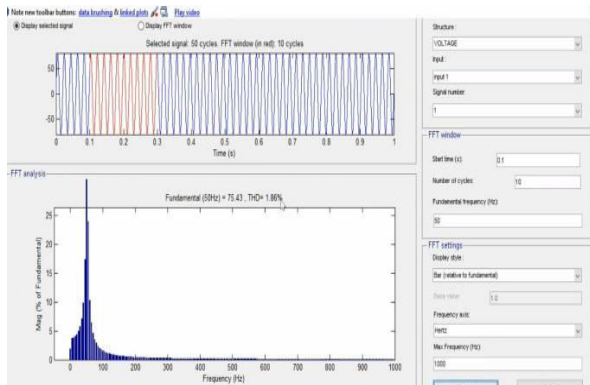 Note new toolbar buttons: data brushing & linked plots Play video
Display selected signal
Display FFT window
Selected signal: 50 cycles. FFT window (in red): 10 cycles
50
0
-50
0 0.1 0.2 0.3 0.4 0.5 0.6 0.7 0.8 0.9 1
Time (s)
FFT analysis
Fundamental (50Hz) = 75.43 , THD= 1.86%
25
20
15
10
5
0
Mag (% of Fundamental)
0 100 200 300 400 500 600 700 800 900 1000
Frequency (Hz)
Structure :
VOLTAGE
Input :
input 1
Signal number:
1
FFT window
Start time (s):
0.1
Number of cycles:
10
Fundamental frequency (Hz):
50
FFT settings
Display style :
Bar (relative to fundamental)
Base value:
1.0
Frequency axis:
Hertz
Max Frequency (Hz):
1000